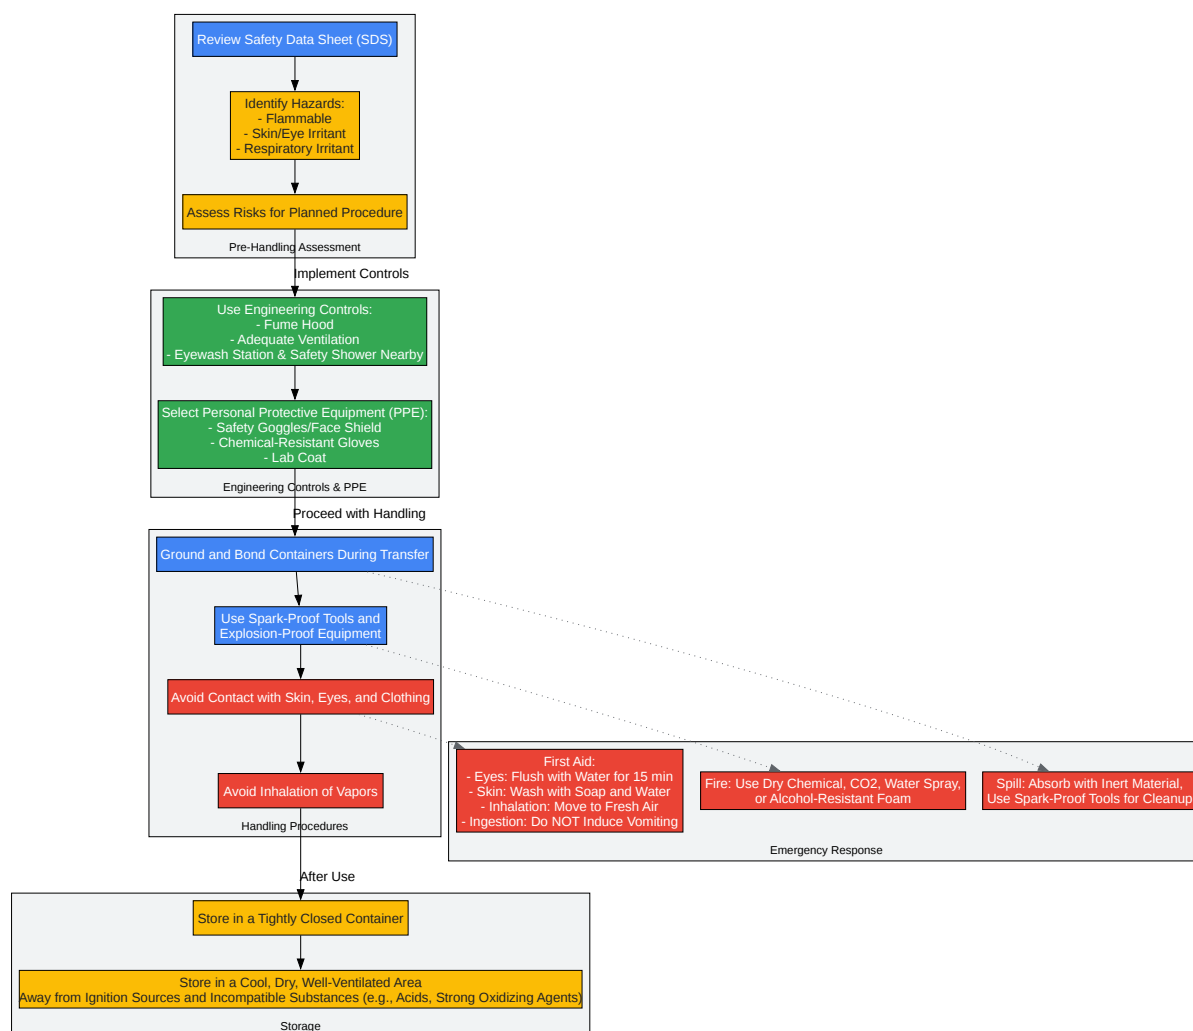 Review Safety Data Sheet (SDS)
Identify Hazards:
- Flammable
- Skin/Eye Irritant
- Respiratory Irritant
Assess Risks for Planned Procedure
Pre-Handling Assessment
Implement Controls
Use Engineering Controls:
- Fume Hood
- Adequate Ventilation
- Eyewash Station & Safety Shower Nearby
Select Personal Protective Equipment (PPE):
- Safety Goggles/Face Shield
- Chemical-Resistant Gloves
- Lab Coat
Engineering Controls & PPE
Proceed with Handling
Ground and Bond Containers During Transfer
Use Spark-Proof Tools and
Explosion-Proof Equipment
Avoid Contact with Skin, Eyes, and Clothing
Avoid Inhalation of Vapors
Handling Procedures
First Aid:
- Eyes: Flush with Water for 15 min
- Skin: Wash with Soap and Water
- Inhalation: Move to Fresh Air
- Ingestion: Do NOT Induce Vomiting
Fire: Use Dry Chemical, CO2, Water Spray,
or Alcohol-Resistant Foam
Spill: Absorb with Inert Material,
Use Spark-Proof Tools for Cleanup
Emergency Response
After Use
Store in a Tightly Closed Container
Store in a Cool, Dry, Well-Ventilated Area
Away from Ignition Sources and Incompatible Substances (e.g., Acids, Strong Oxidizing Agents)
Storage